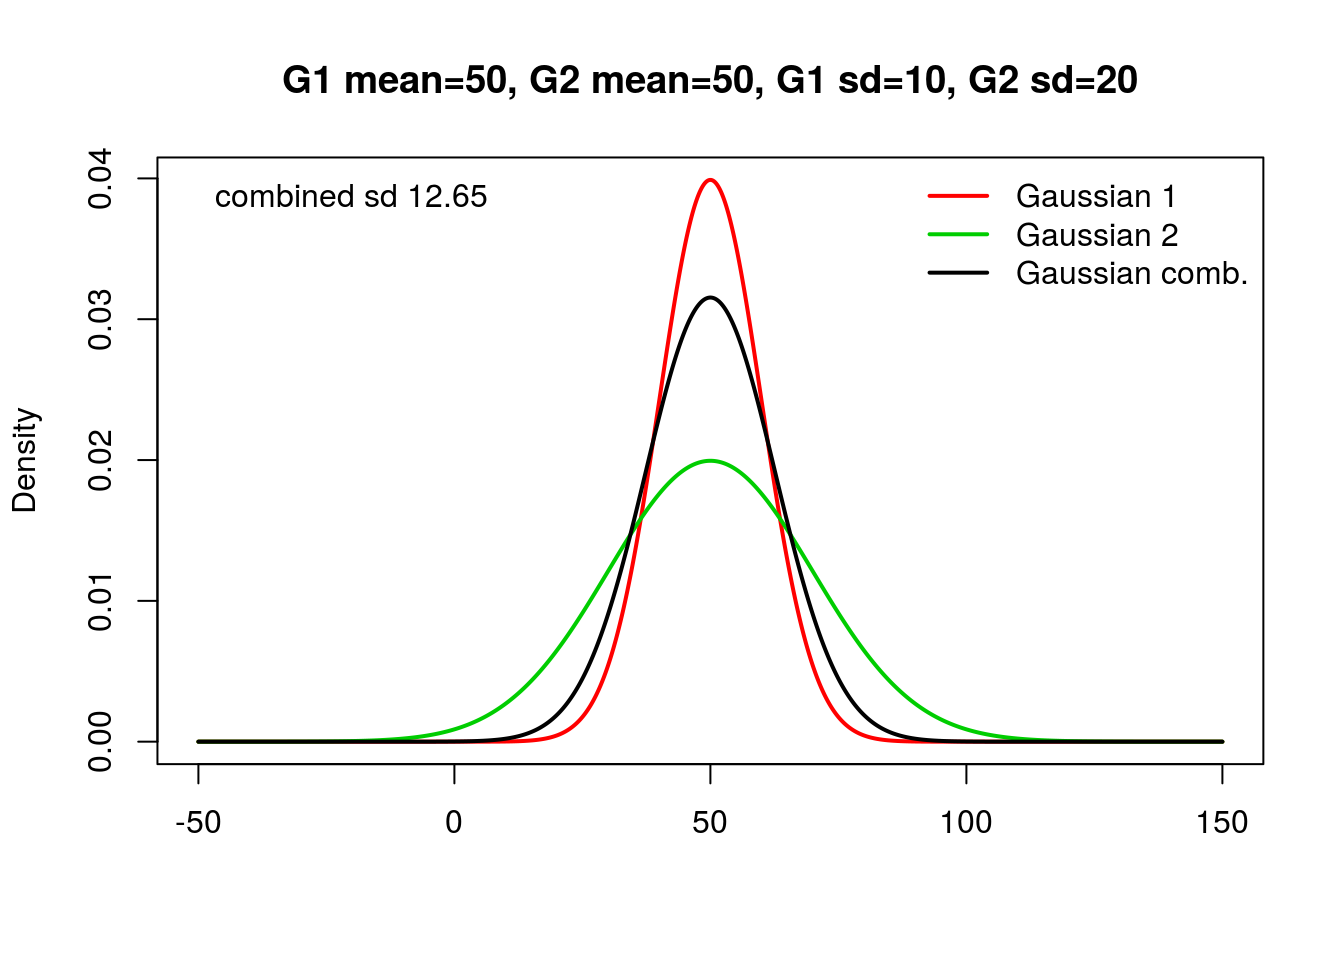 G1 mean=50, G2 mean=50, G1 sd=10, G2 sd=20
combined sd 12.65
Gaussian 1
Gaussian 2
Gaussian comb.
Density
0.04
0.03
0.02
0.01
0.00
-50 0 50 100 150